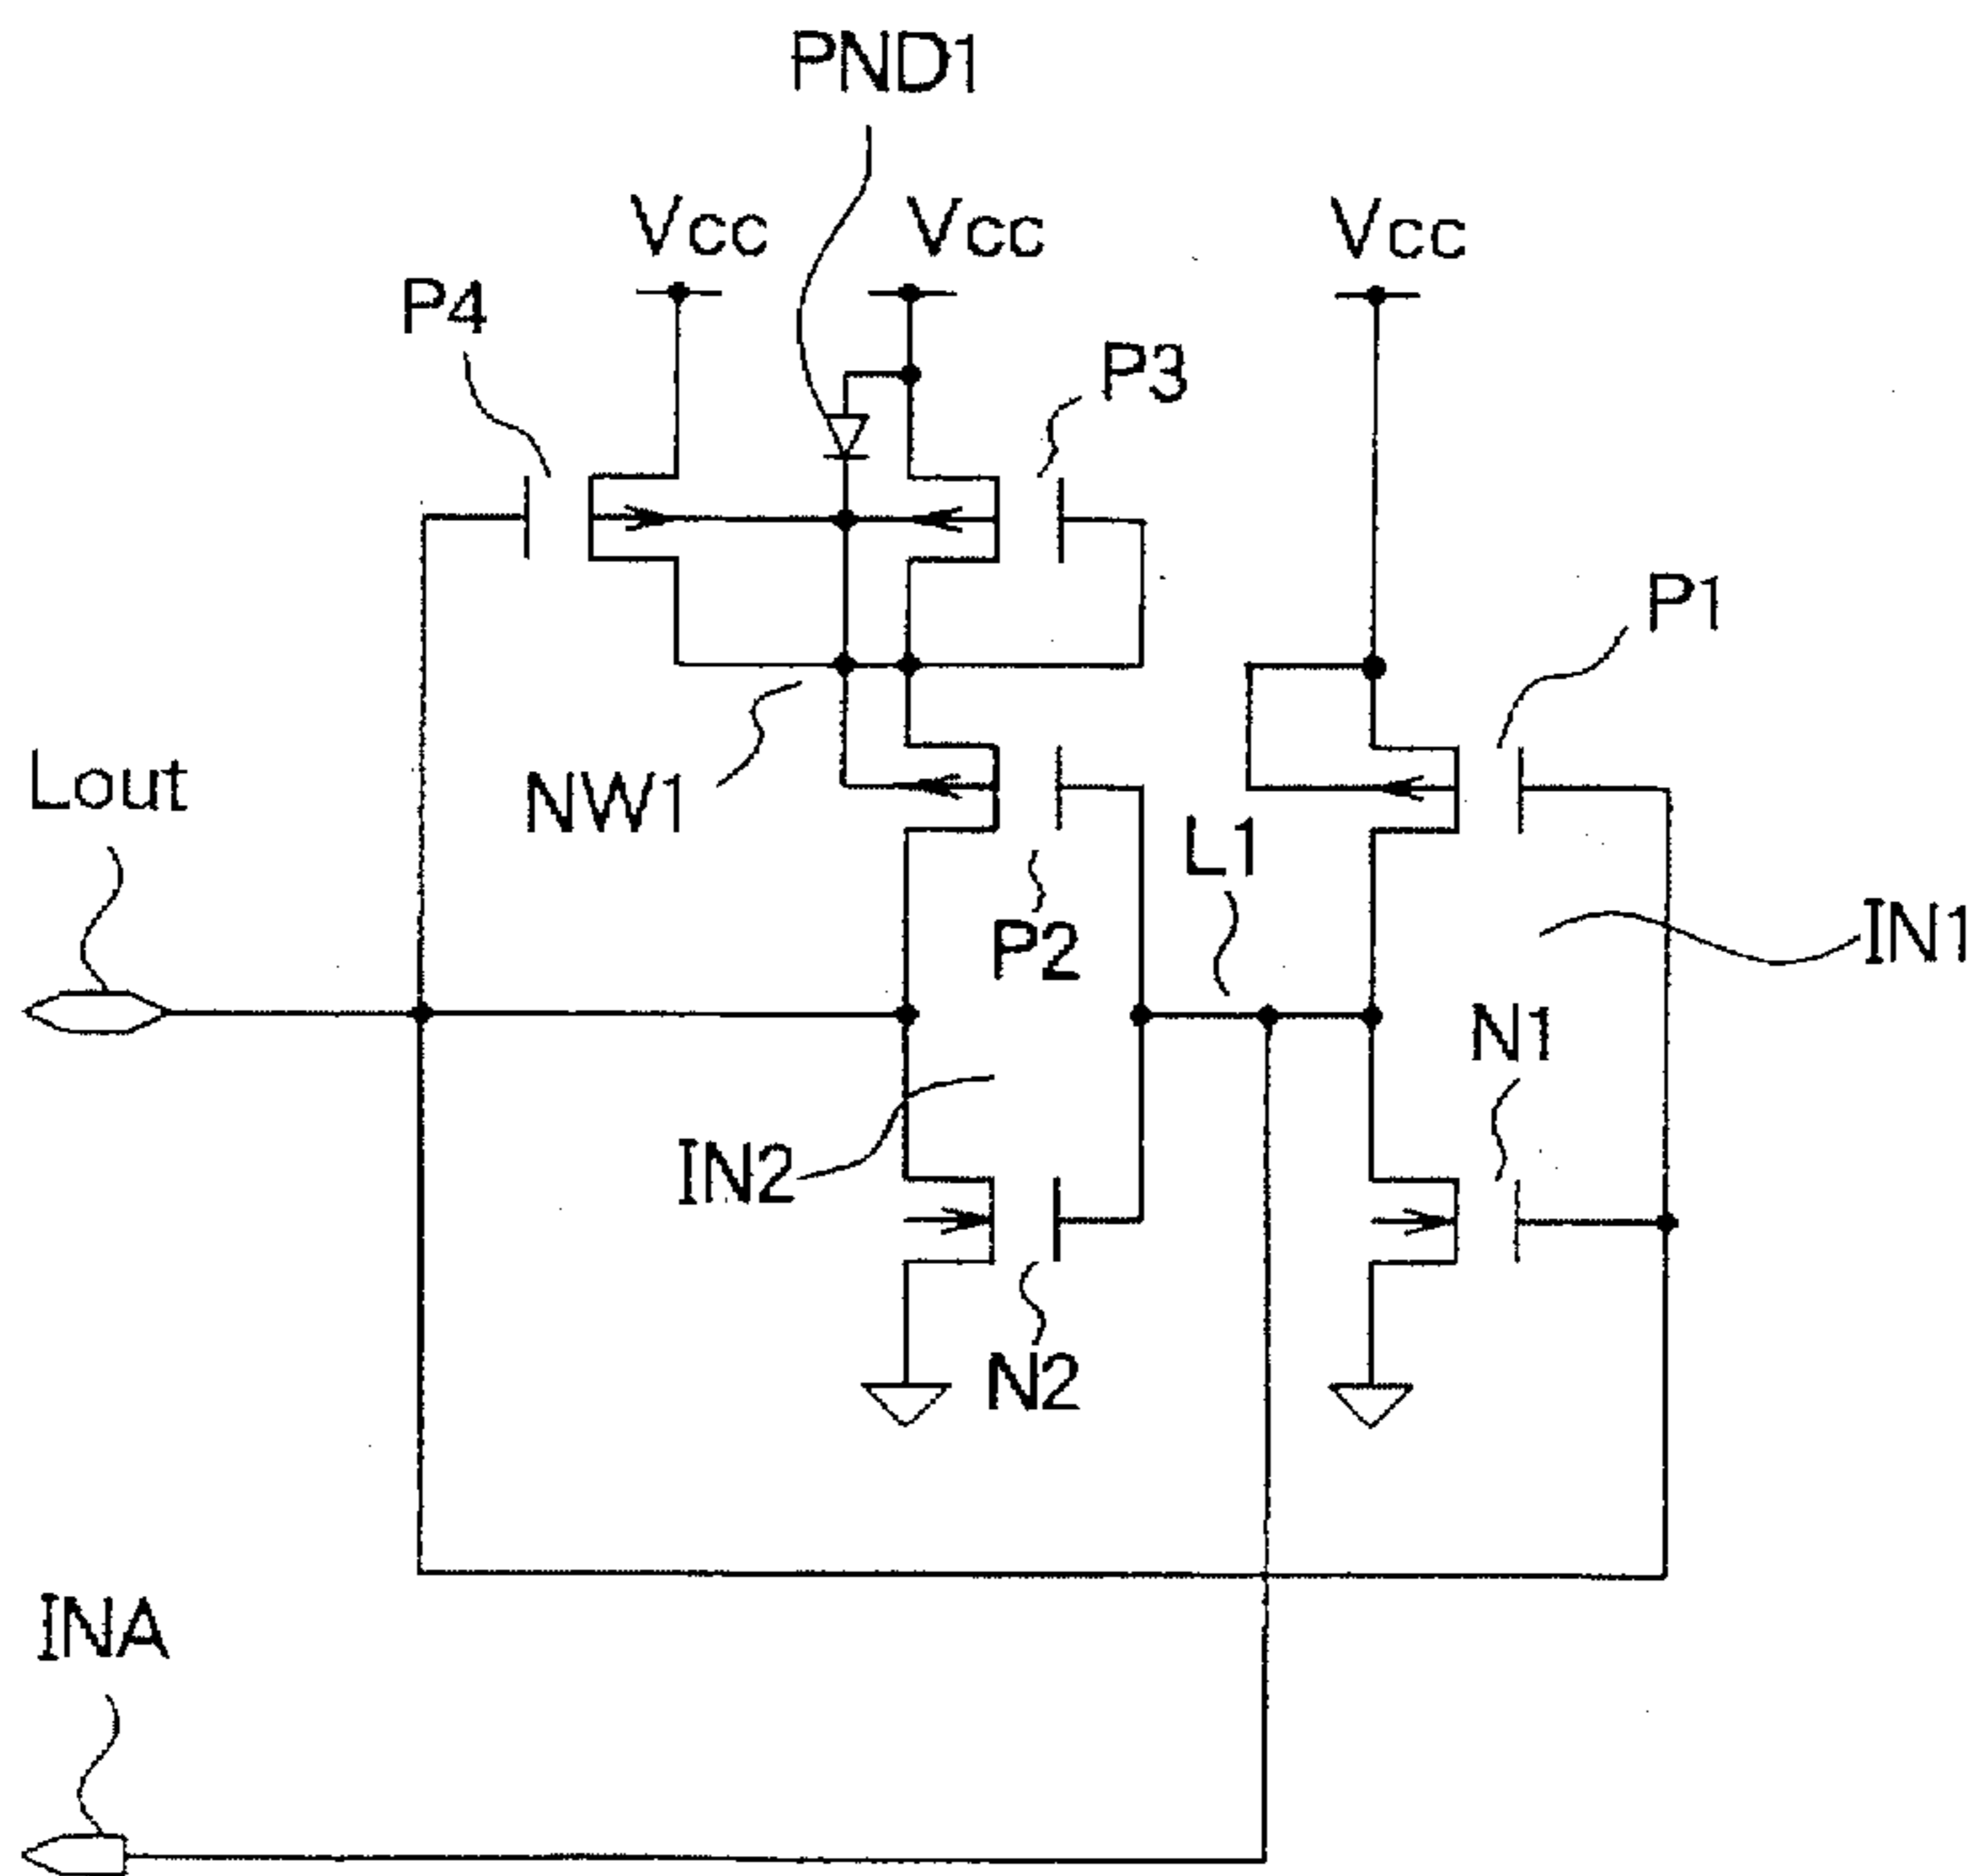 PND1
Vcc
Vcc
Vcc
P4
P3
P1
Lout
NW1
L1
P2
IN1
N1
IN2
N2
INA